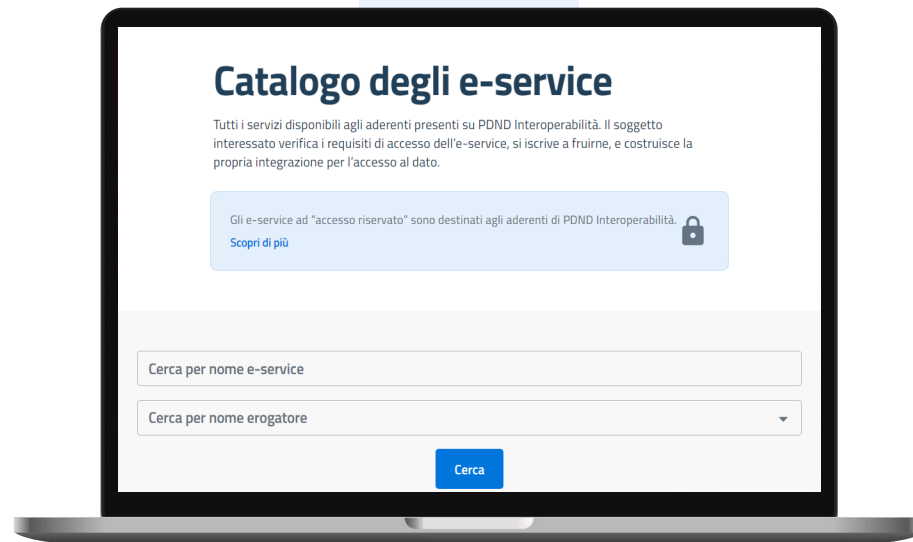 Catalogo degli e-service
Tutti i servizi disponibili agli aderenti presenti su PDND Interoperabilità. Il soggetto
interessato verifica i requisiti di accesso dell’e-service, si iscrive a fruirne, e costruisce la
propria integrazione per l’accesso al dato.
Gli e-service ad “accesso riservato” sono destinati agli aderenti di PDND Interoperabilità.
Scopri di più
Cerca per nome e-service
Cerca per nome erogatore
Cerca